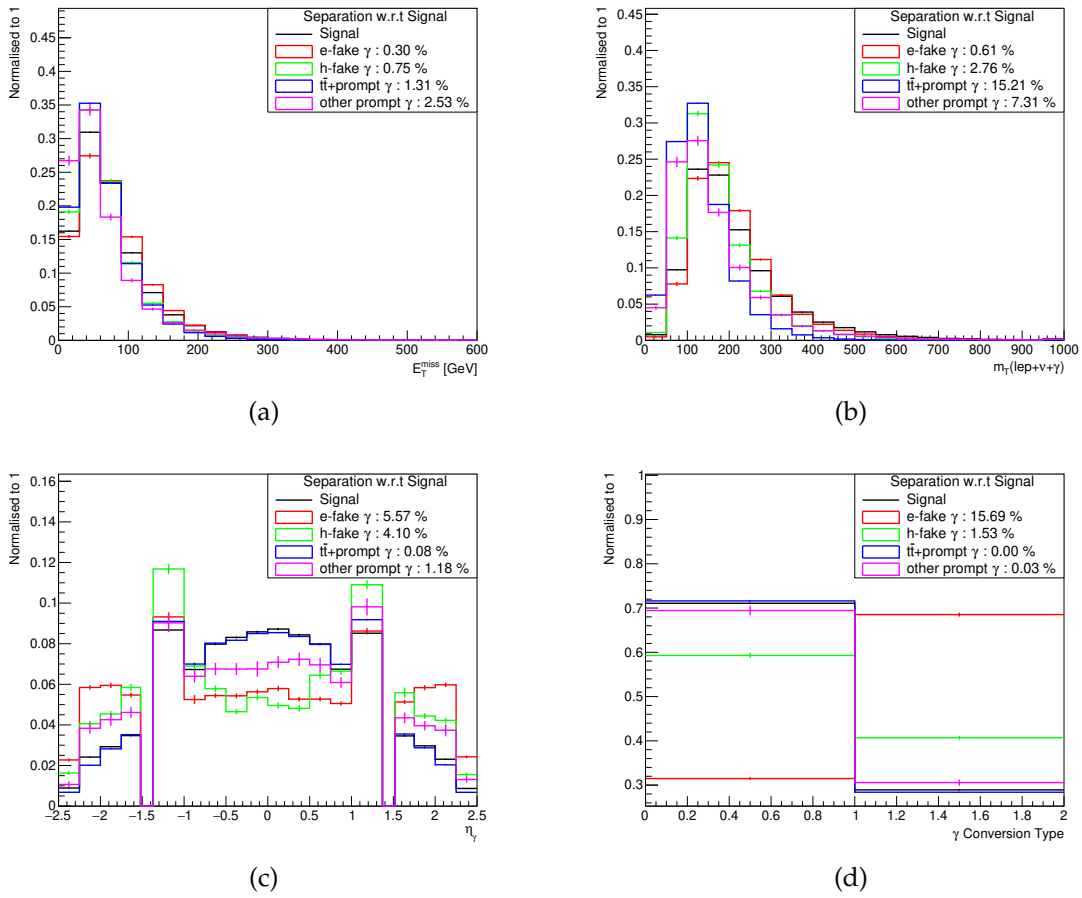 Normalised to 1
0.45
0.4
0.35
0.3
0.25
0.2
0.15
0.1
0.05
0
Separation w.r.t Signal
Signal
e-fake γ : 0.30 %
h-fake γ : 0.75 %
tt̄+prompt γ : 1.31 %
other prompt γ : 2.53 %
0 100 200 300 400 500 600
E_T^miss [GeV]
(a)
Normalised to 1
0.45
0.4
0.35
0.3
0.25
0.2
0.15
0.1
0.05
0
Separation w.r.t Signal
Signal
e-fake γ : 0.61 %
h-fake γ : 2.76 %
tt̄+prompt γ : 15.21 %
other prompt γ : 7.31 %
0 100 200 300 400 500 600 700 800 900 1000
m_T(lep+ν+γ)
(b)
Normalised to 1
0.16
0.14
0.12
0.1
0.08
0.06
0.04
0.02
0
Separation w.r.t Signal
Signal
e-fake γ : 5.57 %
h-fake γ : 4.10 %
tt̄+prompt γ : 0.08 %
other prompt γ : 1.18 %
−2.5 −2 −1.5 −1 −0.5 0 0.5 1 1.5 2 2.5
η_γ
(c)
Normalised to 1
1
0.9
0.8
0.7
0.6
0.5
0.4
0.3
Separation w.r.t Signal
Signal
e-fake γ : 15.69 %
h-fake γ : 1.53 %
tt̄+prompt γ : 0.00 %
other prompt γ : 0.03 %
0 0.2 0.4 0.6 0.8 1 1.2 1.4 1.6 1.8 2
γ Conversion Type
(d)